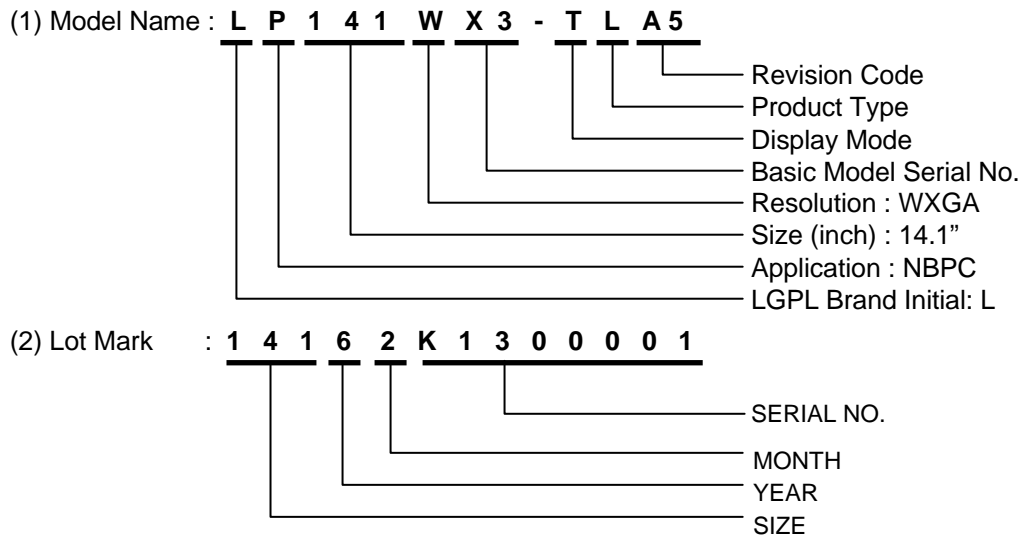 (1) Model Name : L P 1 4 1 W X 3 - T L A 5
Revision Code
Product Type
Display Mode
Basic Model Serial No.
Resolution : WXGA
Size (inch) : 14.1”
Application : NBPC
LGPL Brand Initial: L
(2) Lot Mark : 1 4 1 6 2 K 1 3 0 0 0 0 1
SERIAL NO.
MONTH
YEAR
SIZE